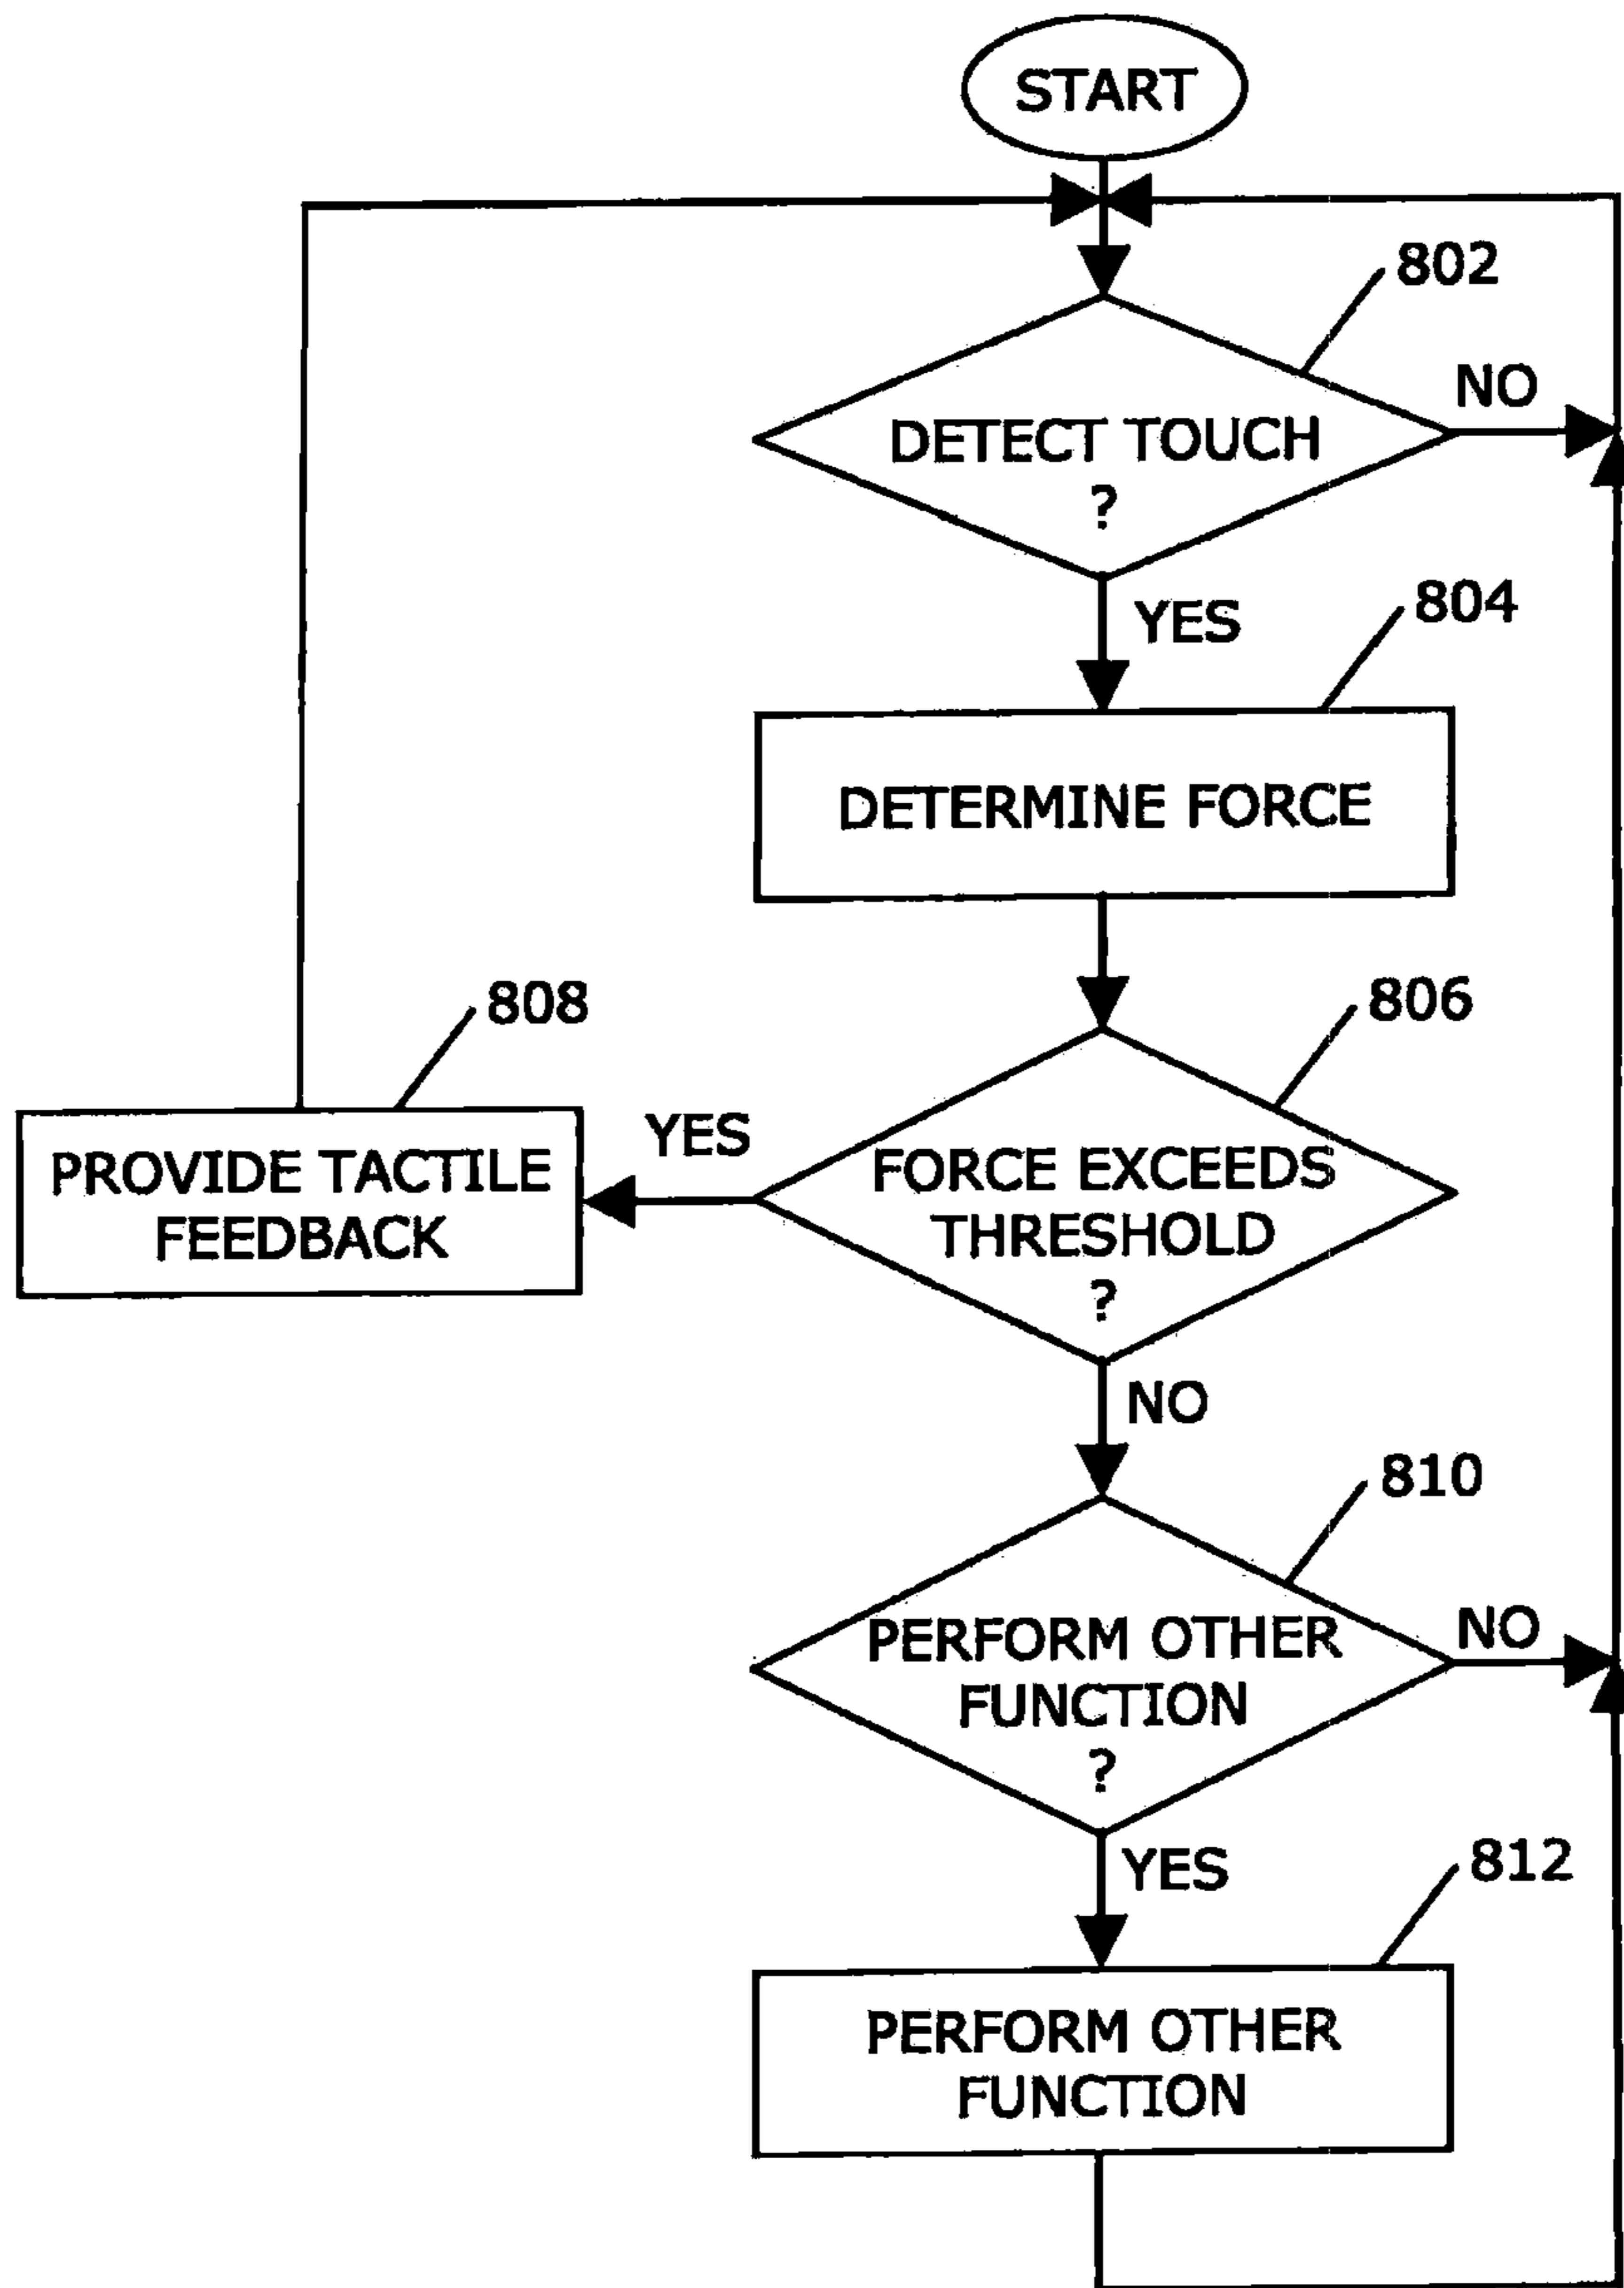 START
802
DETECT TOUCH
?
NO
YES
804
DETERMINE FORCE
806
FORCE EXCEEDS
THRESHOLD
?
YES
808
PROVIDE TACTILE
FEEDBACK
NO
810
PERFORM OTHER
FUNCTION
?
NO
YES
812
PERFORM OTHER
FUNCTION